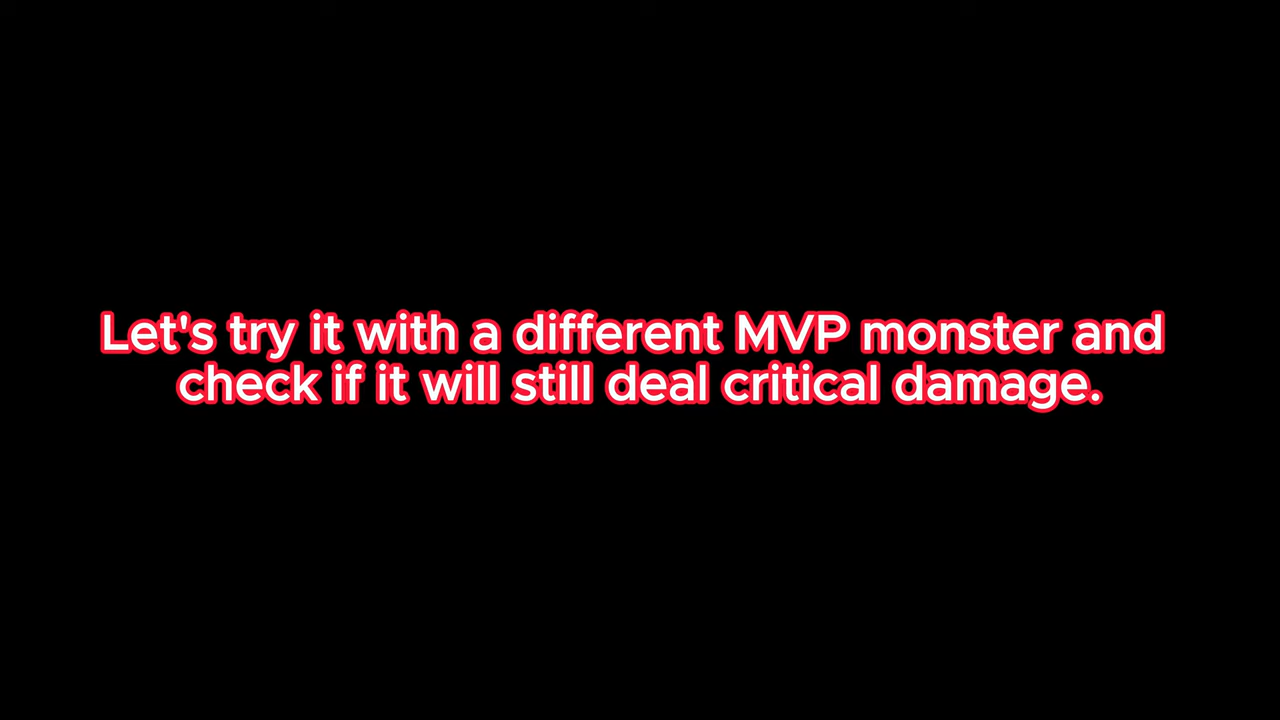 Let's try it with a different MVP monster and
check if it will still deal critical damage.